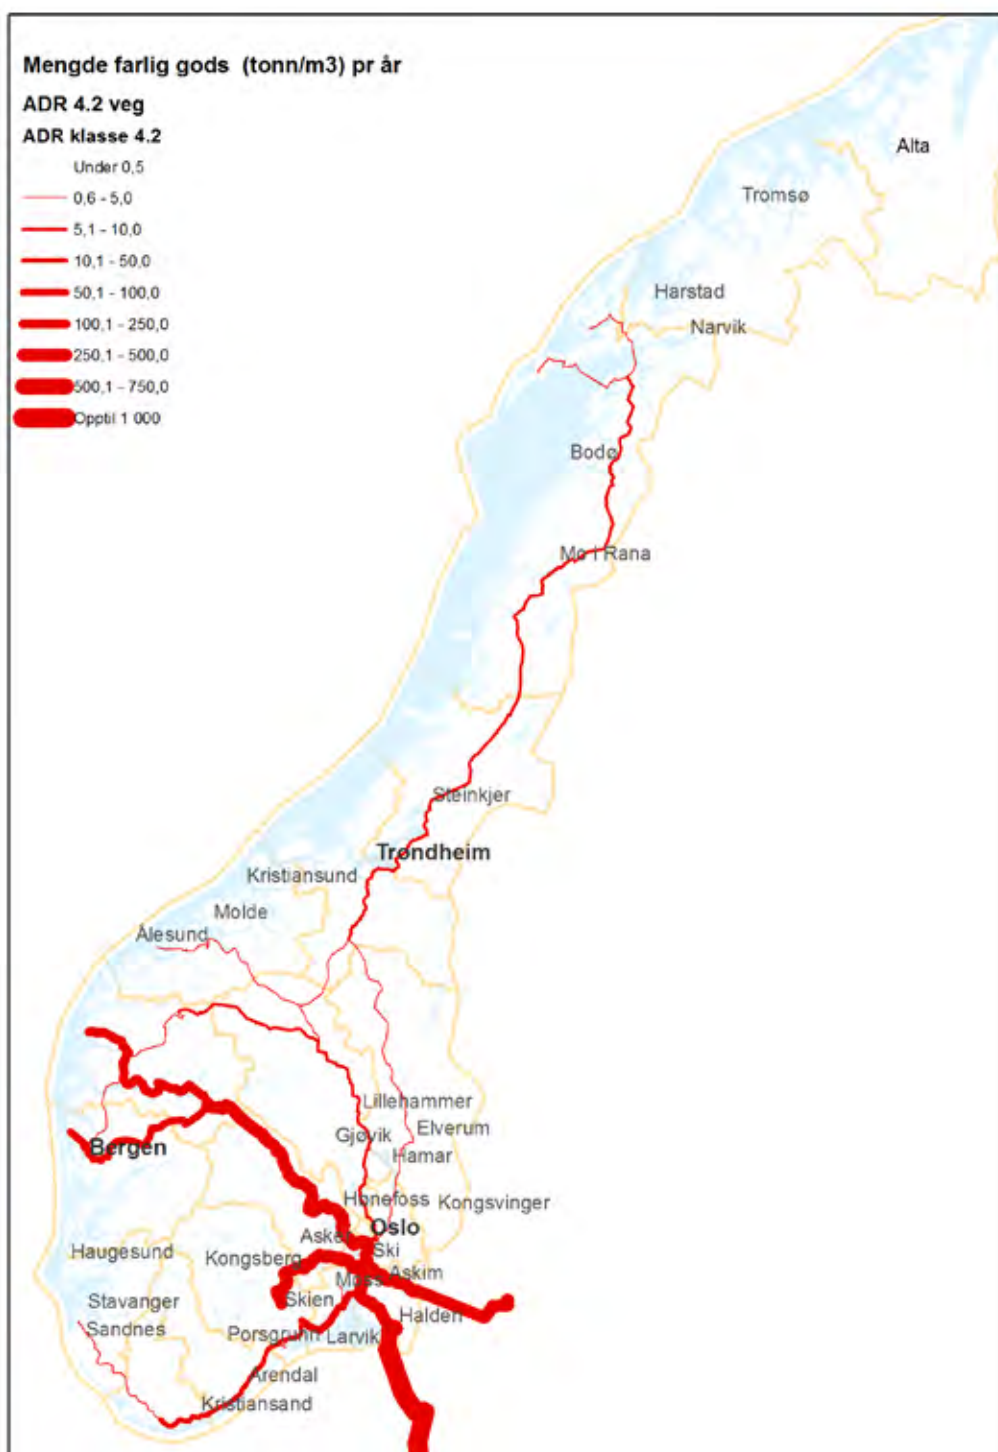 Mengde farlig gods (tonn/m3) pr år
ADR 4.2 veg
ADR klasse 4.2
Under 0,5
0,6 - 5,0
5,1 - 10,0
10,1 - 50,0
50,1 - 100,0
100,1 - 250,0
250,1 - 500,0
500,1 - 750,0
Opptil 1 000
Alta
Tromsø
Harstad
Narvik
Bodø
Mo i Rana
Steinkjer
Trondheim
Kristiansund
Molde
Ålesund
Lillehammer
Elverum
Gjøvik
Bergen
Hamar
Hønefoss
Kongsvinger
Oslo
Asker
Ski
Haugesund
Kongsberg
Askim
Moss
Stavanger
Skien
Halden
Sandnes
Porsgrunn
Larvik
Arendal
Kristiansand